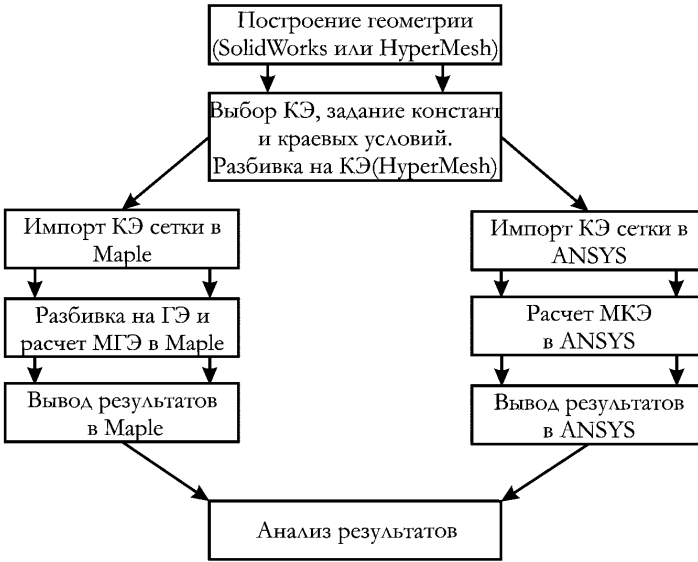 Построение геометрии
(SolidWorks или HyperMesh)
Выбор КЭ, задание констант
и краевых условий.
Разбивка на КЭ(HyperMesh)
Импорт КЭ сетки в
Maple
Разбивка на ГЭ и
расчет МГЭ в Maple
Вывод результатов
в Maple
Импорт КЭ сетки в
ANSYS
Расчет МКЭ
в ANSYS
Вывод результатов
в ANSYS
Анализ результатов